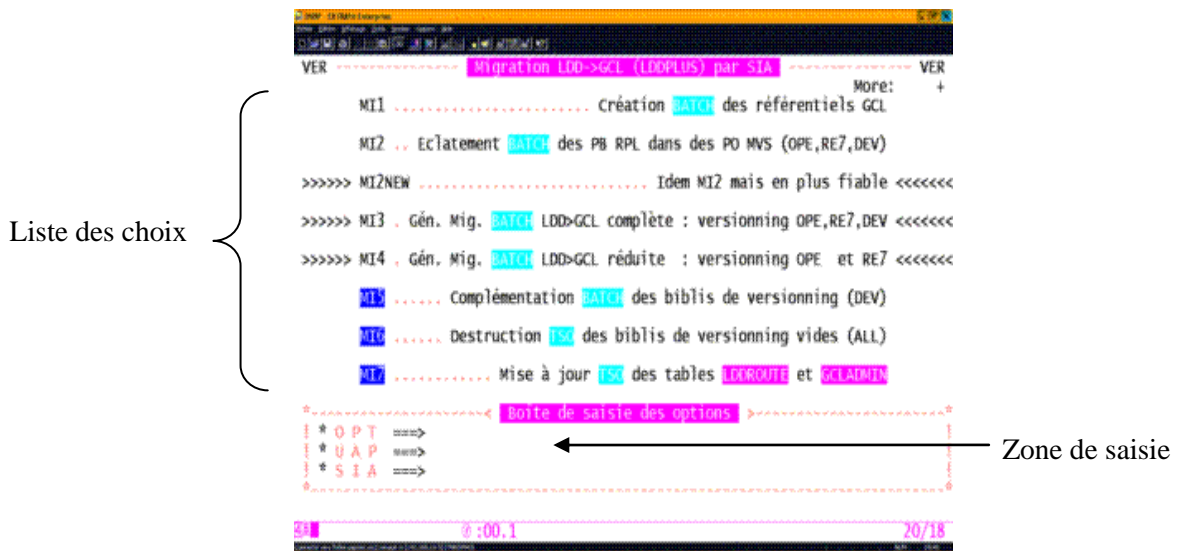 VER Migration LDD->GCL (LDDPLUS) par SIA VER
More: +
MI1 ........................ Création BATCH des référentiels GCL
MI2 .. Eclatement BATCH des PB RPL dans des PO MVS (OPE,RE7,DEV)
>>>>>> MI2NEW ............................ Idem MI2 mais en plus fiable <<<<<<<
>>>>>> MI3 . Gén. Mig. BATCH LDD>GCL complète : versionning OPE,RE7,DEV <<<<<<<
>>>>>> MI4 . Gén. Mig. BATCH LDD>GCL réduite : versionning OPE et RE7 <<<<<<<
MI5 ...... Complémentation BATCH des biblis de versionning (DEV)
MI6 ...... Destruction TSO des biblis de versionning vides (ALL)
MI7 ............ Mise à jour TSO des tables LDDROUTE et GCLADMIN
Liste des choix
Boîte de saisie des options
* O P T ===>
* U A P ===>
* S I A ===>
Zone de saisie
:00.1 20/18